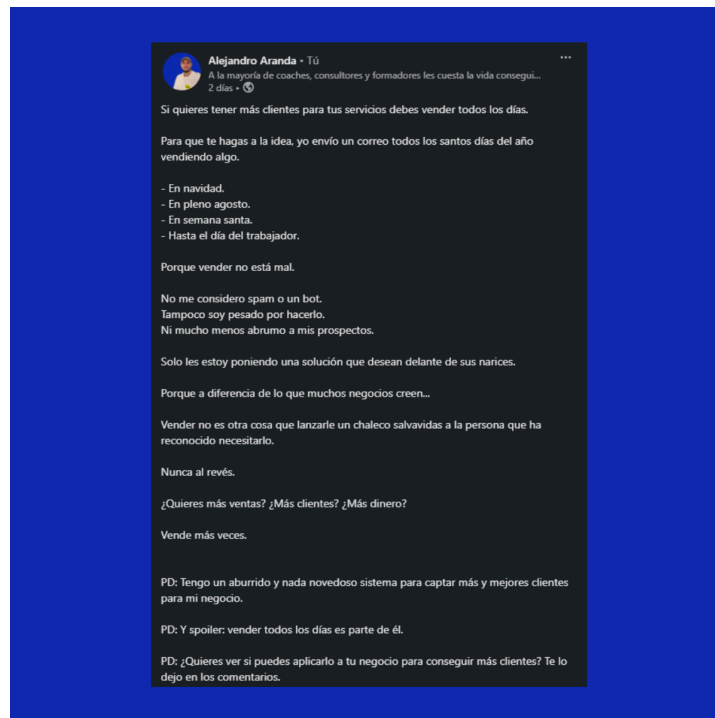 Alejandro Aranda • Tú
A la mayoría de coaches, consultores y formadores les cuesta la vida consegui...
2 días •
Si quieres tener más clientes para tus servicios debes vender todos los días.
Para que te hagas a la idea, yo envío un correo todos los santos días del año
vendiendo algo.
- En navidad.
- En pleno agosto.
- En semana santa.
- Hasta el día del trabajador.
Porque vender no está mal.
No me considero spam o un bot.
Tampoco soy pesado por hacerlo.
Ni mucho menos abrumo a mis prospectos.
Solo les estoy poniendo una solución que desean delante de sus narices.
Porque a diferencia de lo que muchos negocios creen...
Vender no es otra cosa que lanzarle un chaleco salvavidas a la persona que ha
reconocido necesitarlo.
Nunca al revés.
¿Quieres más ventas? ¿Más clientes? ¿Más dinero?
Vende más veces.
PD: Tengo un aburrido y nada novedoso sistema para captar más y mejores clientes
para mi negocio.
PD: Y spoiler: vender todos los días es parte de él.
PD: ¿Quieres ver si puedes aplicarlo a tu negocio para conseguir más clientes? Te lo
dejo en los comentarios.